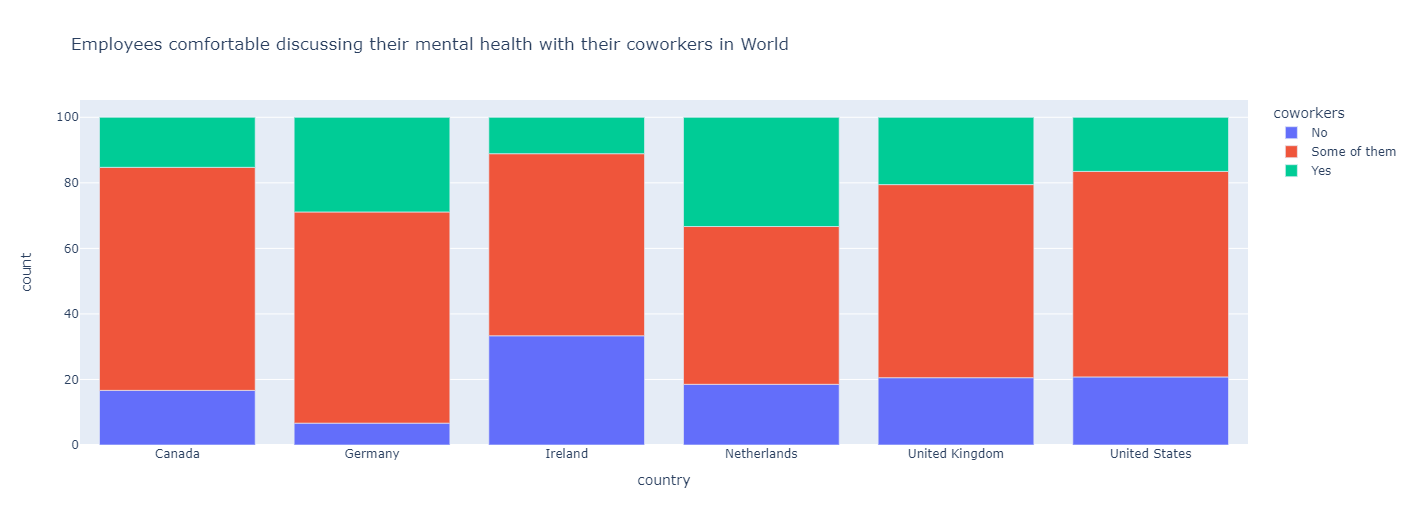 Employees comfortable discussing their mental health with their coworkers in World
coworkers
No
Some of them
Yes
count
100
80
60
40
20
0
Canada
Germany
Ireland
Netherlands
United Kingdom
United States
country